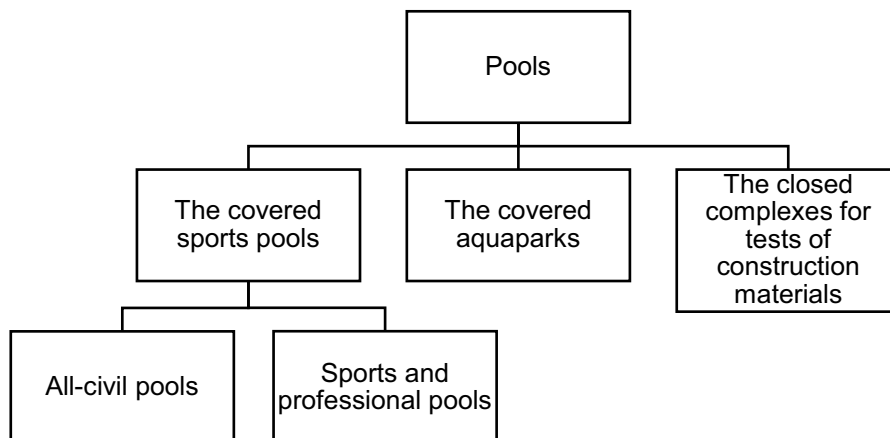 Pools
The covered
sports pools
The covered
aquaparks
The closed
complexes for
tests of
construction
materials
All-civil pools
Sports and
professional pools